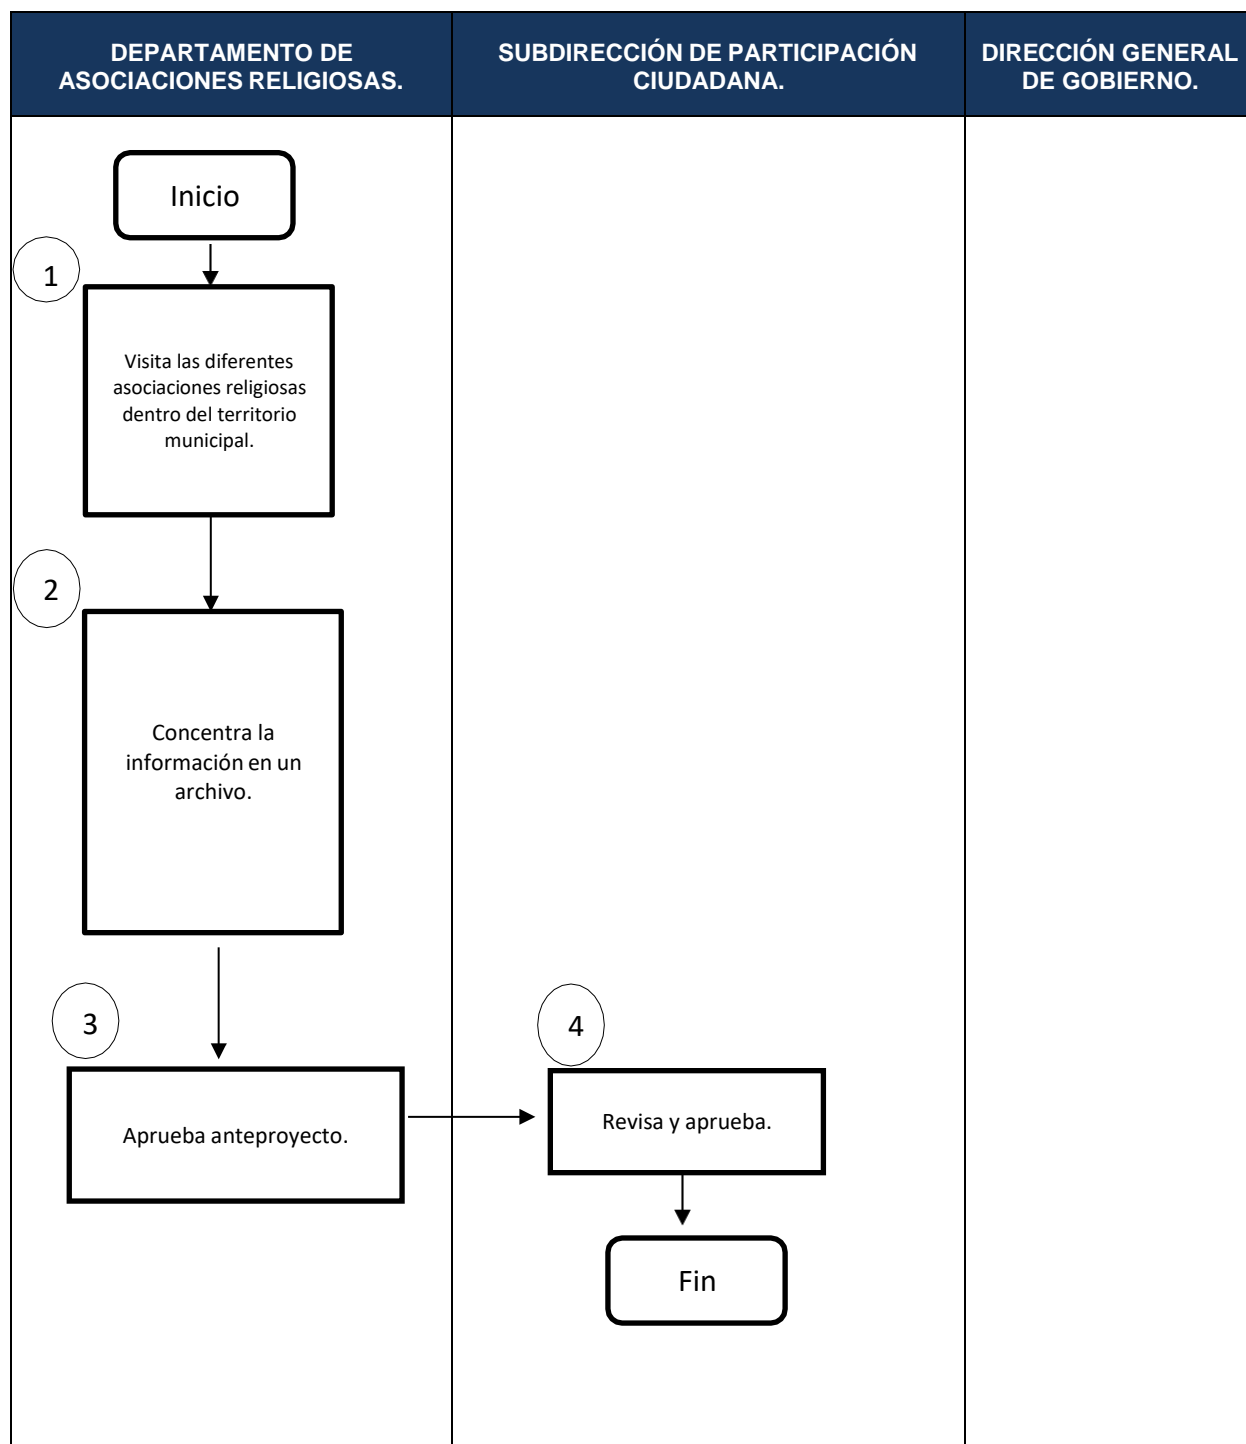 DEPARTAMENTO DE
ASOCIACIONES RELIGIOSAS.
SUBDIRECCIÓN DE PARTICIPACIÓN
CIUDADANA.
DIRECCIÓN GENERAL
DE GOBIERNO.
Inicio
1
Visita las diferentes
asociaciones religiosas
dentro del territorio
municipal.
2
Concentra la
información en un
archivo.
3
Aprueba anteproyecto.
4
Revisa y aprueba.
Fin